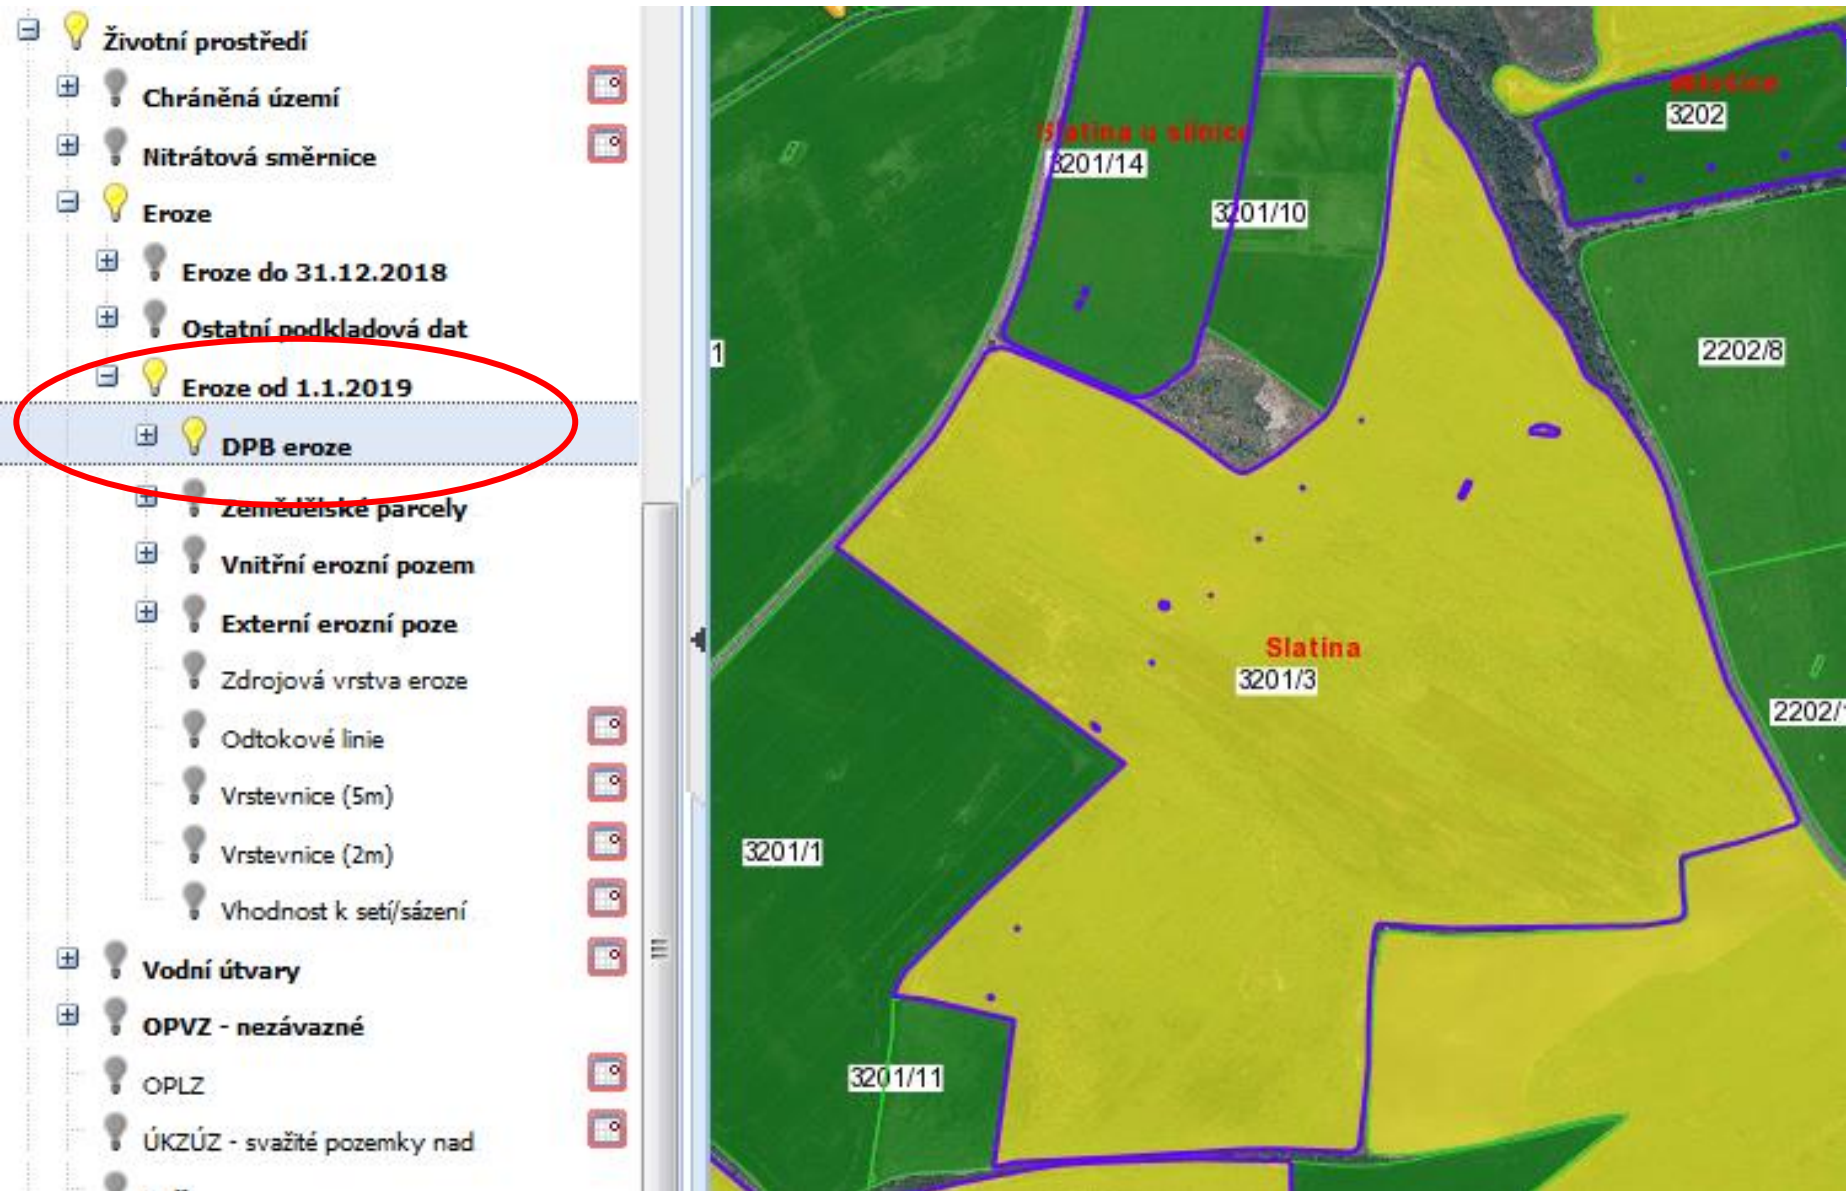 Životní prostředí
Chráněná území
Nitrátová směrnice
Eroze
Eroze do 31.12.2018
Ostatní podkladová dat
Eroze od 1.1.2019
DPB eroze
Zemědělské parcely
Vnitřní erozní pozem
Externí erozní poze
Zdrojová vrstva eroze
Odtokové linie
Vrstevnice (5m)
Vrstevnice (2m)
Vhodnost k setí/sázení
Vodní útvary
OPVZ - nezávazné
OPLZ
ÚKZÚZ - svažité pozemky nad
3202
Slatina u silnice
3201/14
3201/10
1
2202/8
Slatina
3201/3
2202/
3201/1
3201/11